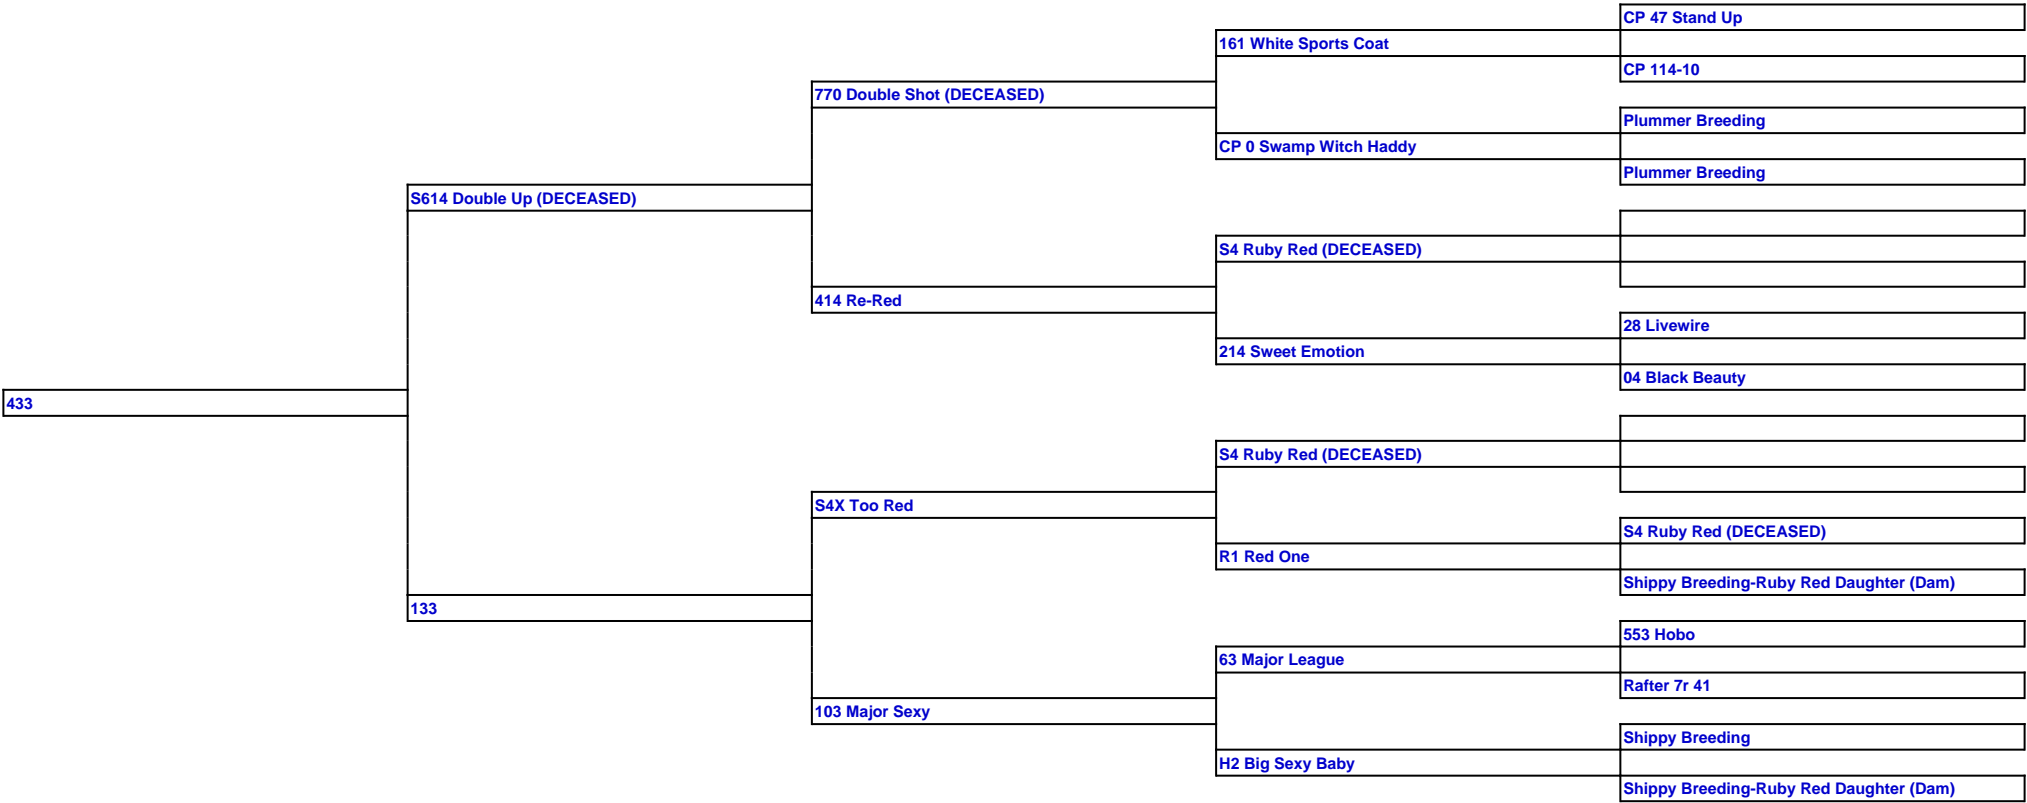 CP 47 Stand Up
161 White Sports Coat
CP 114-10
770 Double Shot (DECEASED)
Plummer Breeding
CP 0 Swamp Witch Haddy
Plummer Breeding
S614 Double Up (DECEASED)
S4 Ruby Red (DECEASED)
414 Re-Red
28 Livewire
214 Sweet Emotion
04 Black Beauty
433
S4 Ruby Red (DECEASED)
S4X Too Red
S4 Ruby Red (DECEASED)
R1 Red One
Shippy Breeding-Ruby Red Daughter (Dam)
133
553 Hobo
63 Major League
Rafter 7r 41
103 Major Sexy
Shippy Breeding
H2 Big Sexy Baby
Shippy Breeding-Ruby Red Daughter (Dam)